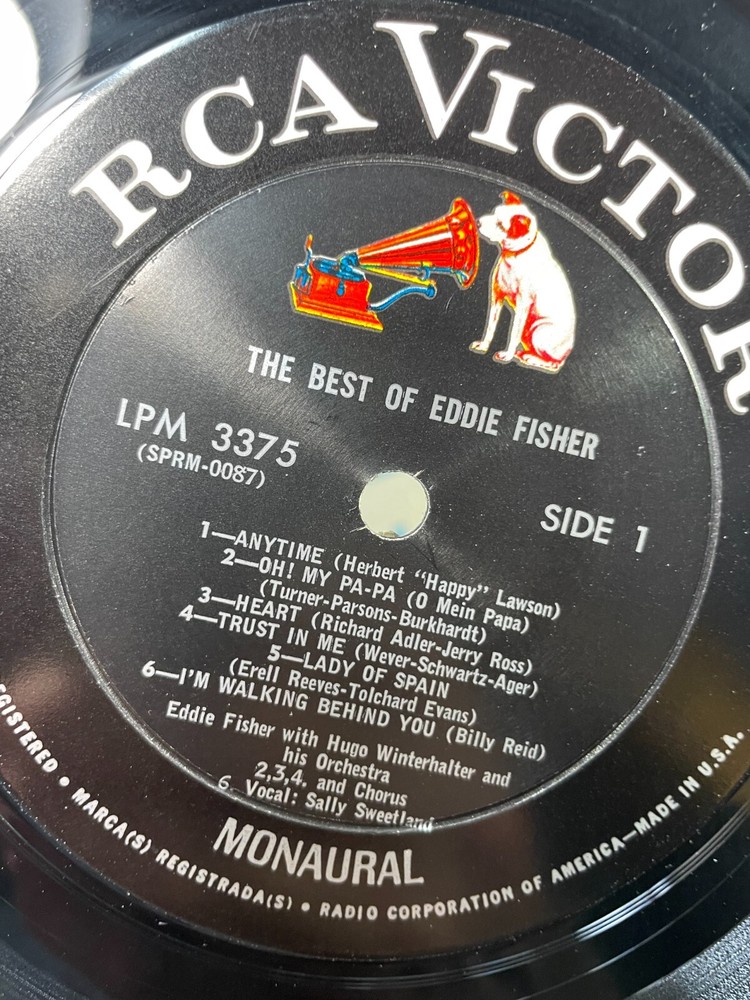 RCA VICTOR
THE BEST OF EDDIE FISHER
LPM 3375
(SPRM-0087)
SIDE 1
1—ANYTIME (Herbert "Happy" Lawson)
2—OH! MY PA-PA (O Mein Papa)
(Turner-Parsons-Burkhardt)
3—HEART (Richard Adler-Jerry Ross)
4—TRUST IN ME (Wever-Schwartz-Ager)
5—LADY OF SPAIN
(Erell Reeves-Tolchard Evans)
6—I'M WALKING BEHIND YOU (Billy Reid)
Eddie Fisher with Hugo Winterhalter and
his Orchestra
2,3,4, and Chorus
6 Vocal: Sally Sweetland
MONAURAL
• MARCA(S) REGISTRADA(S) • RADIO CORPORATION OF AMERICA—MADE IN U.S.A.